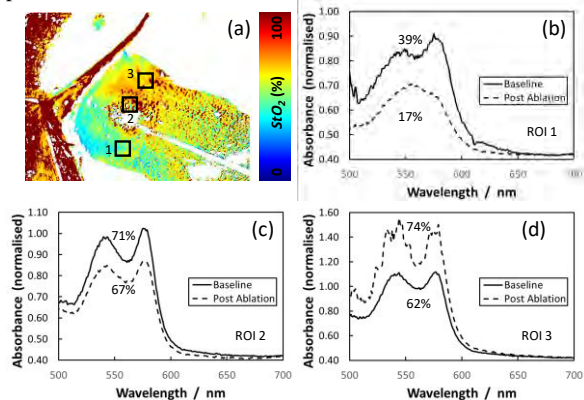 (a)
100
StO₂ (%)
0
3
2
1
(b)
Absorbance (normalised)
1.00
0.90
0.80
0.70
0.60
0.50
0.40
39%
17%
Baseline
Post Ablation
ROI 1
500 550 600 650 700
Wavelength / nm
(c)
Absorbance (normalised)
1.10
1.00
0.90
0.80
0.70
0.60
0.50
0.40
71%
67%
Baseline
Post Ablation
ROI 2
500 550 600 650 700
Wavelength / nm
(d)
Absorbance (normalised)
1.60
1.40
1.20
1.00
0.80
0.60
0.40
74%
62%
Baseline
Post Ablation
ROI 3
500 550 600 650 700
Wavelength / nm